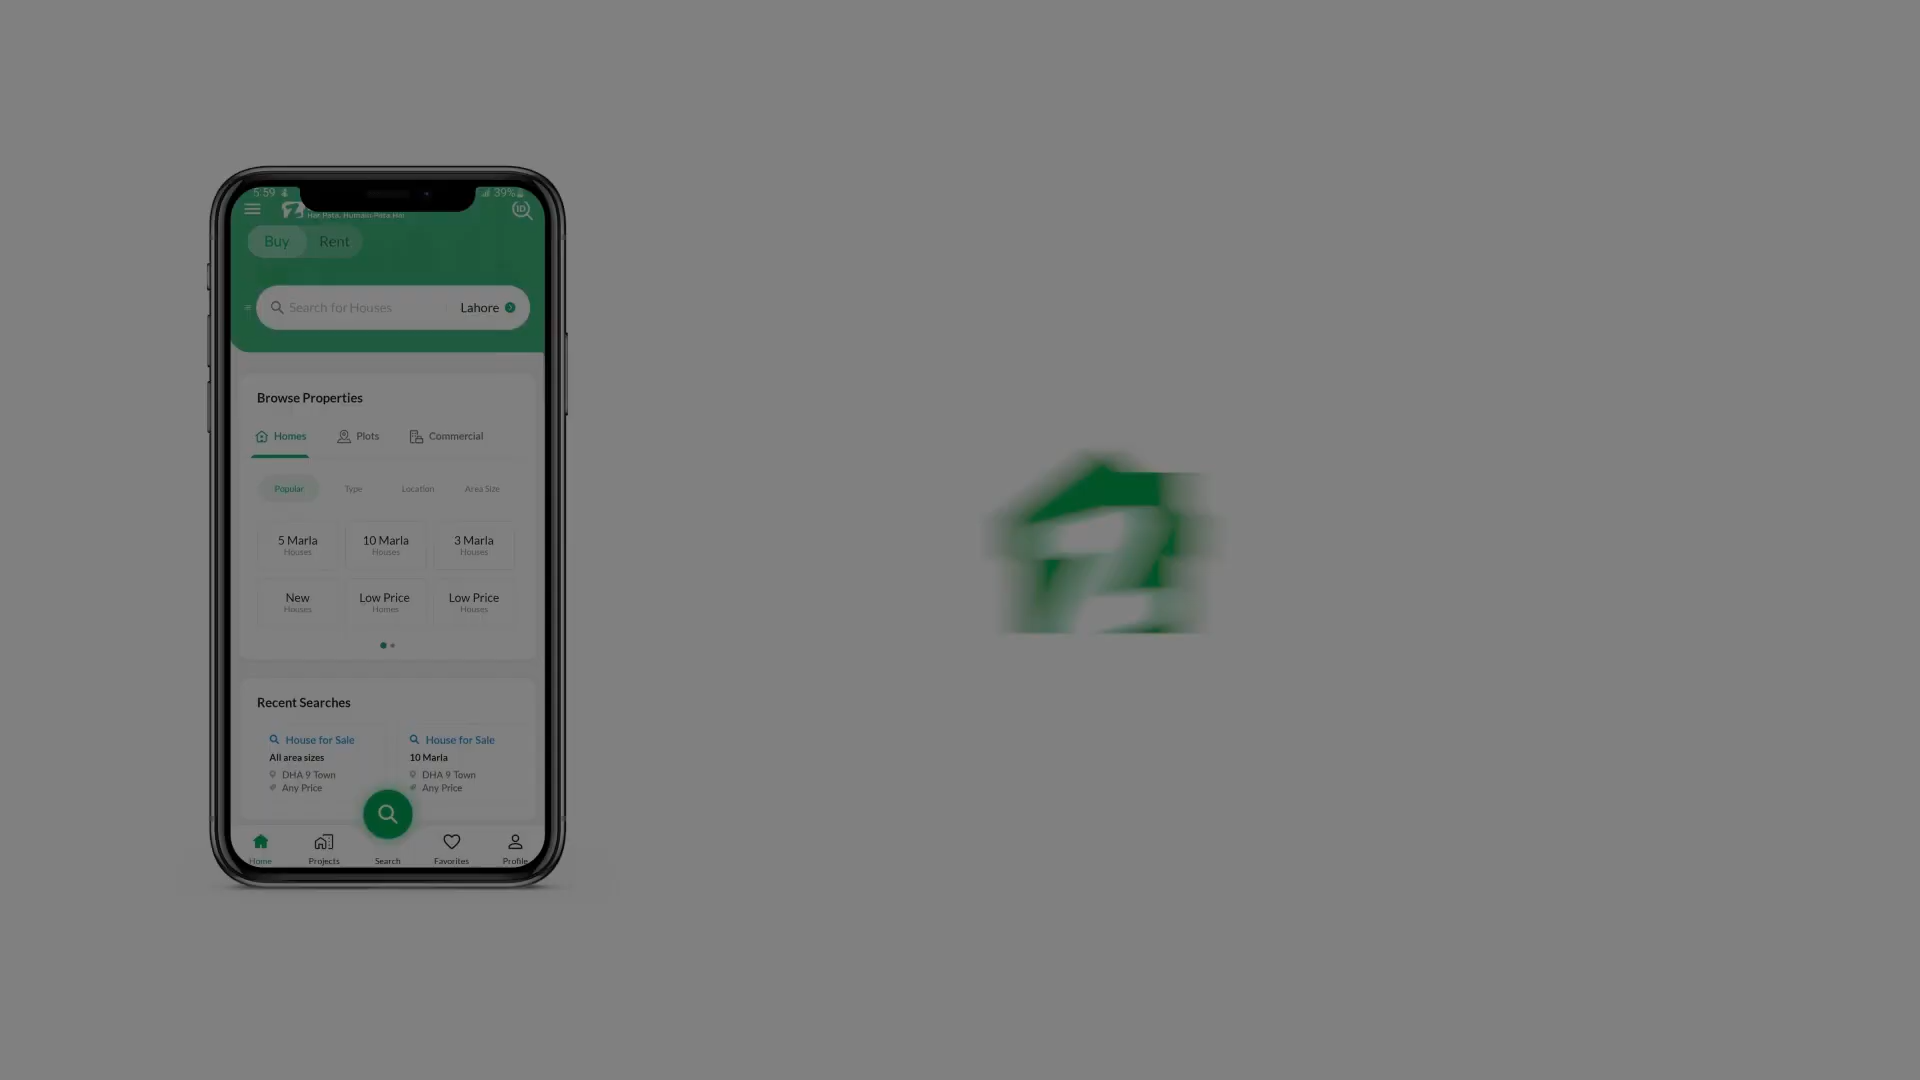 5:59
39%
Har Pata, Humain Pata Hai
ID
Buy
Rent
Search for Houses
Lahore
Browse Properties
Homes
Plots
Commercial
Popular
Type
Location
Area Size
5 Marla
Houses
10 Marla
Houses
3 Marla
Houses
New
Houses
Low Price
Homes
Low Price
Houses
Recent Searches
House for Sale
All area sizes
DHA 9 Town
Any Price
House for Sale
10 Marla
DHA 9 Town
Any Price
Home
Projects
Search
Favorites
Profile